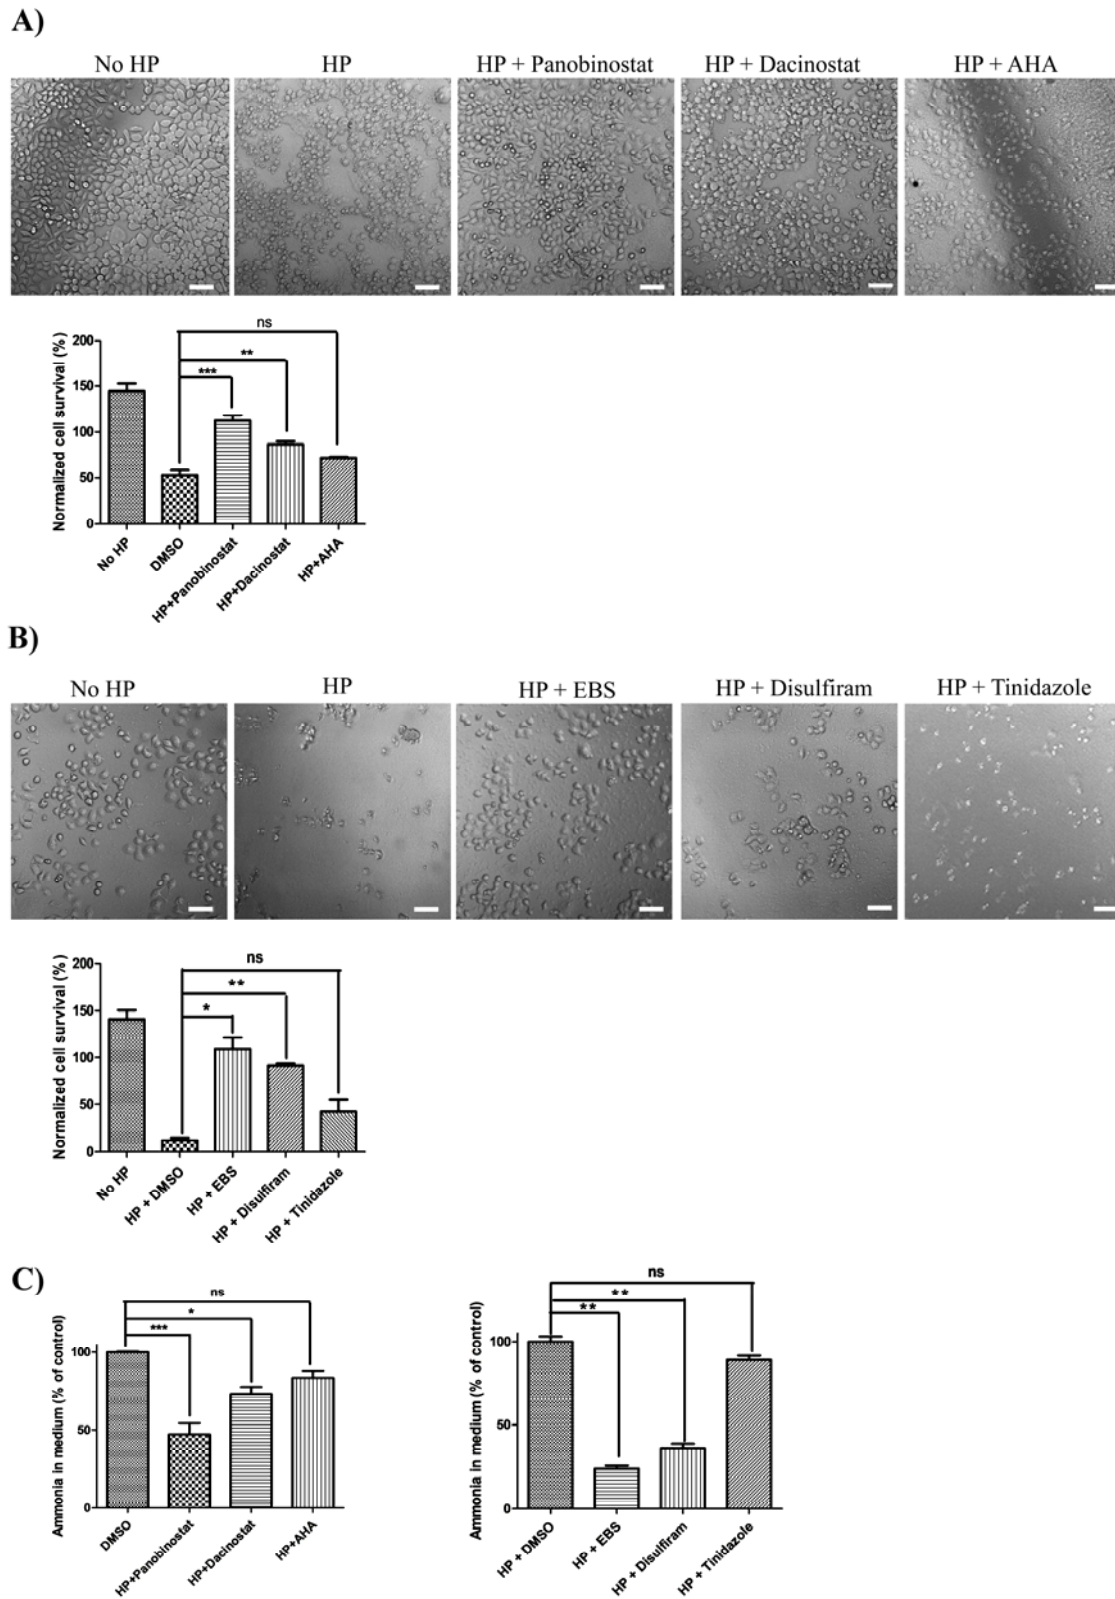 A)
No HP
HP
HP + Panobinostat
HP + Dacinostat
HP + AHA
Normalized cell survival (%)
200
150
100
50
0
ns
**
***
No HP
DMSO
HP+Panobinostat
HP+Dacinostat
HP+AHA
B)
No HP
HP
HP + EBS
HP + Disulfiram
HP + Tinidazole
Normalized cell survival (%)
200
150
100
50
0
ns
**
*
No HP
HP + DMSO
HP + EBS
HP + Disulfiram
HP + Tinidazole
C)
Ammonia in medium (% of control)
100
50
0
ns
*
***
DMSO
HP+Panobinostat
HP+Dacinostat
HP+AHA
Ammonia in medium (% of control)
100
50
0
ns
**
**
HP + DMSO
HP + EBS
HP + Disulfiram
HP + Tinidazole